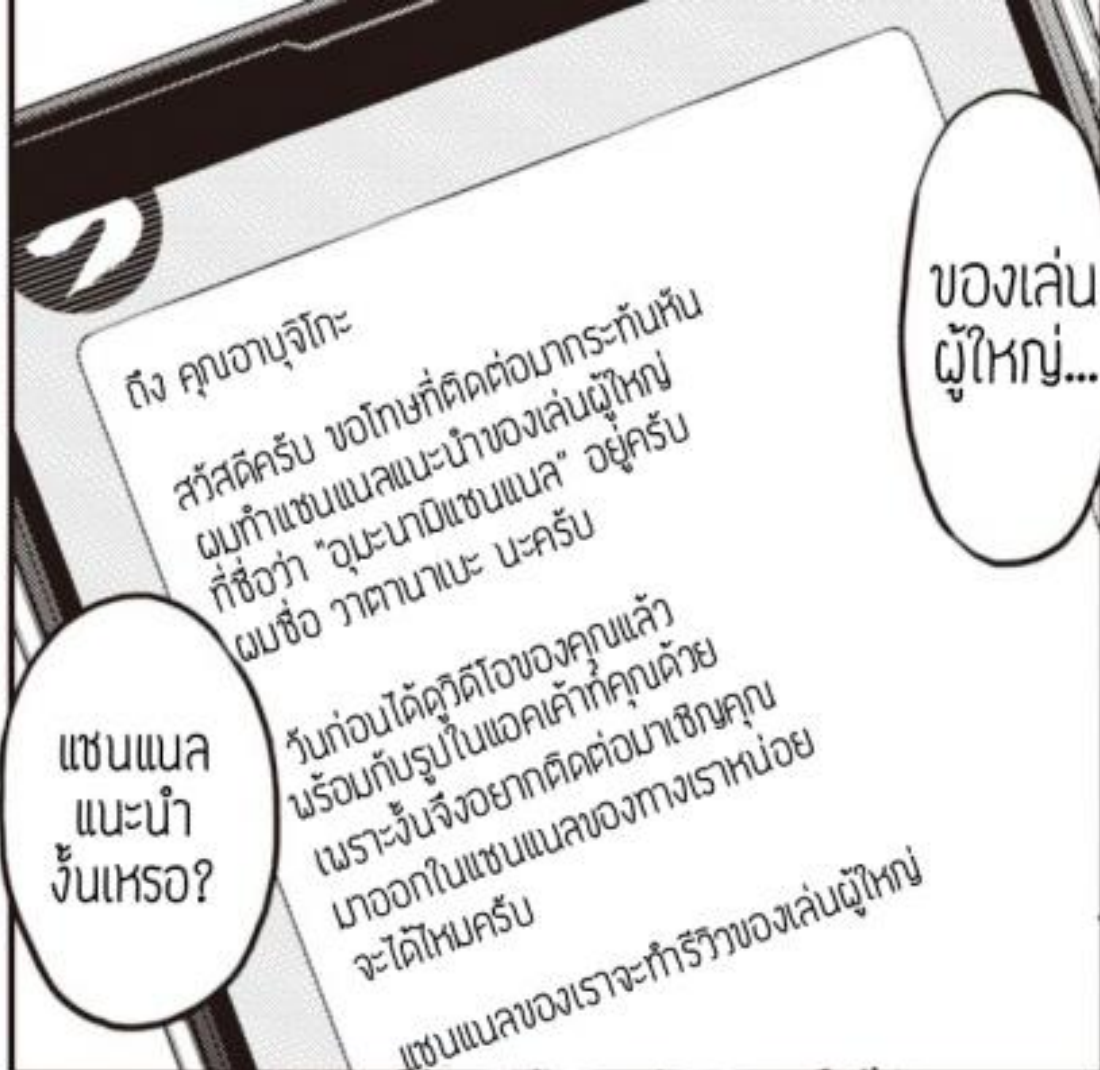 ของเล่น
ผู้ใหญ่...
ถึง คุณอาบุจิโกะ
สวัสดีครับ ขอโทษที่ติดต่อมากระทันหัน
ผมทำแชนแนลแนะนำของเล่นผู้ใหญ่
ที่ชื่อว่า "อุมะนามิแชนแนล" อยู่ครับ
ผมชื่อ วาตานาเบะ นะครับ
วันก่อนได้ดูวิดีโอของคุณแล้ว
พร้อมกับรูปในแอคเค้าท์คุณด้วย
เพราะงั้นจึงอยากติดต่อมาเชิญคุณ
มาออกในแชนแนลของทางเราหน่อย
จะได้ไหมครับ
แชนแนลของเราจะทำรีวิวของเล่นผู้ใหญ่
แชนแนล
แนะนำ
งั้นเหรอ?